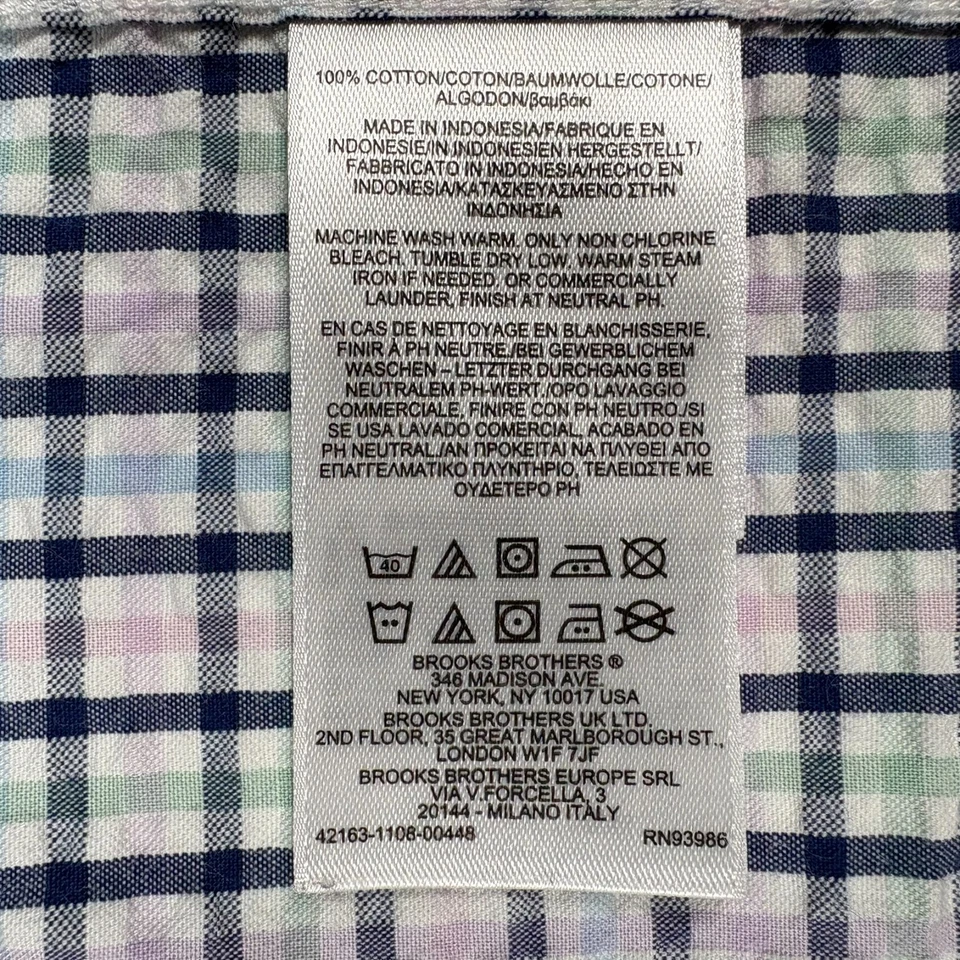 100% COTTON/COTON/BAUMWOLLE/COTONE/
ALGODON/βαμβάκι
MADE IN INDONESIA/FABRIQUE EN
INDONESIE/IN INDONESIEN HERGESTELLT/
FABBRICATO IN INDONESIA/HECHO EN
INDONESIA/ΚΑΤΑΣΚΕΥΑΣΜΕΝΟ ΣΤΗΝ
ΙΝΔΟΝΗΣΙΑ
MACHINE WASH WARM. ONLY NON CHLORINE
BLEACH. TUMBLE DRY LOW. WARM STEAM
IRON IF NEEDED. OR COMMERCIALLY
LAUNDER, FINISH AT NEUTRAL PH.
EN CAS DE NETTOYAGE EN BLANCHISSERIE,
FINIR A PH NEUTRE./BEI GEWERBLICHEM
WASCHEN – LETZTER DURCHGANG BEI
NEUTRALEM PH-WERT./OPO LAVAGGIO
COMMERCIALE, FINIRE CON PH NEUTRO./SI
SE USA LAVADO COMERCIAL, ACABADO EN
PH NEUTRAL./ΑΝ ΠΡΟΚΕΙΤΑΙ ΝΑ ΠΛΥΘΕΙ ΑΠΟ
ΕΠΑΓΓΕΛΜΑΤΙΚΟ ΠΛΥΝΤΗΡΙΟ, ΤΕΛΕΙΩΣΤΕ ΜΕ
ΟΥΔΕΤΕΡΟ PH
40
BROOKS BROTHERS ®
346 MADISON AVE.
NEW YORK, NY 10017 USA
BROOKS BROTHERS UK LTD.
2ND FLOOR, 35 GREAT MARLBOROUGH ST.,
LONDON W1F 7JF
BROOKS BROTHERS EUROPE SRL
VIA V.FORCELLA, 3
20144 - MILANO ITALY
42163-1108-00448 RN93986